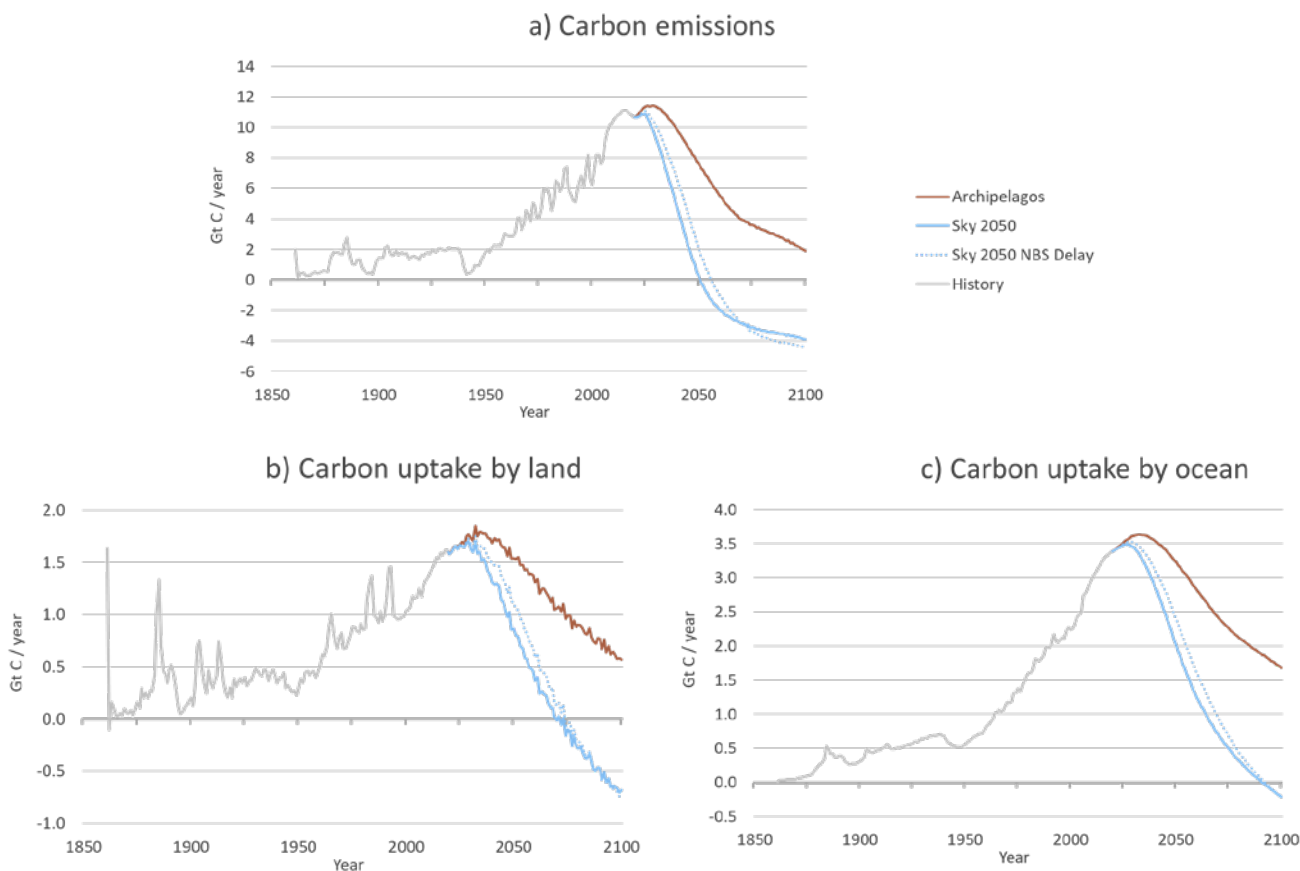 a) Carbon emissions
14
12
10
8
6
4
2
0
-2
-4
-6
Gt C / year
1850 1900 1950 2000 2050 2100
Year
Archipelagos
Sky 2050
Sky 2050 NBS Delay
History
b) Carbon uptake by land
2.0
1.5
1.0
0.5
0.0
-0.5
-1.0
Gt C / year
1850 1900 1950 2000 2050 2100
Year
c) Carbon uptake by ocean
4.0
3.5
3.0
2.5
2.0
1.5
1.0
0.5
0.0
-0.5
Gt C / year
1850 1900 1950 2000 2050 2100
Year